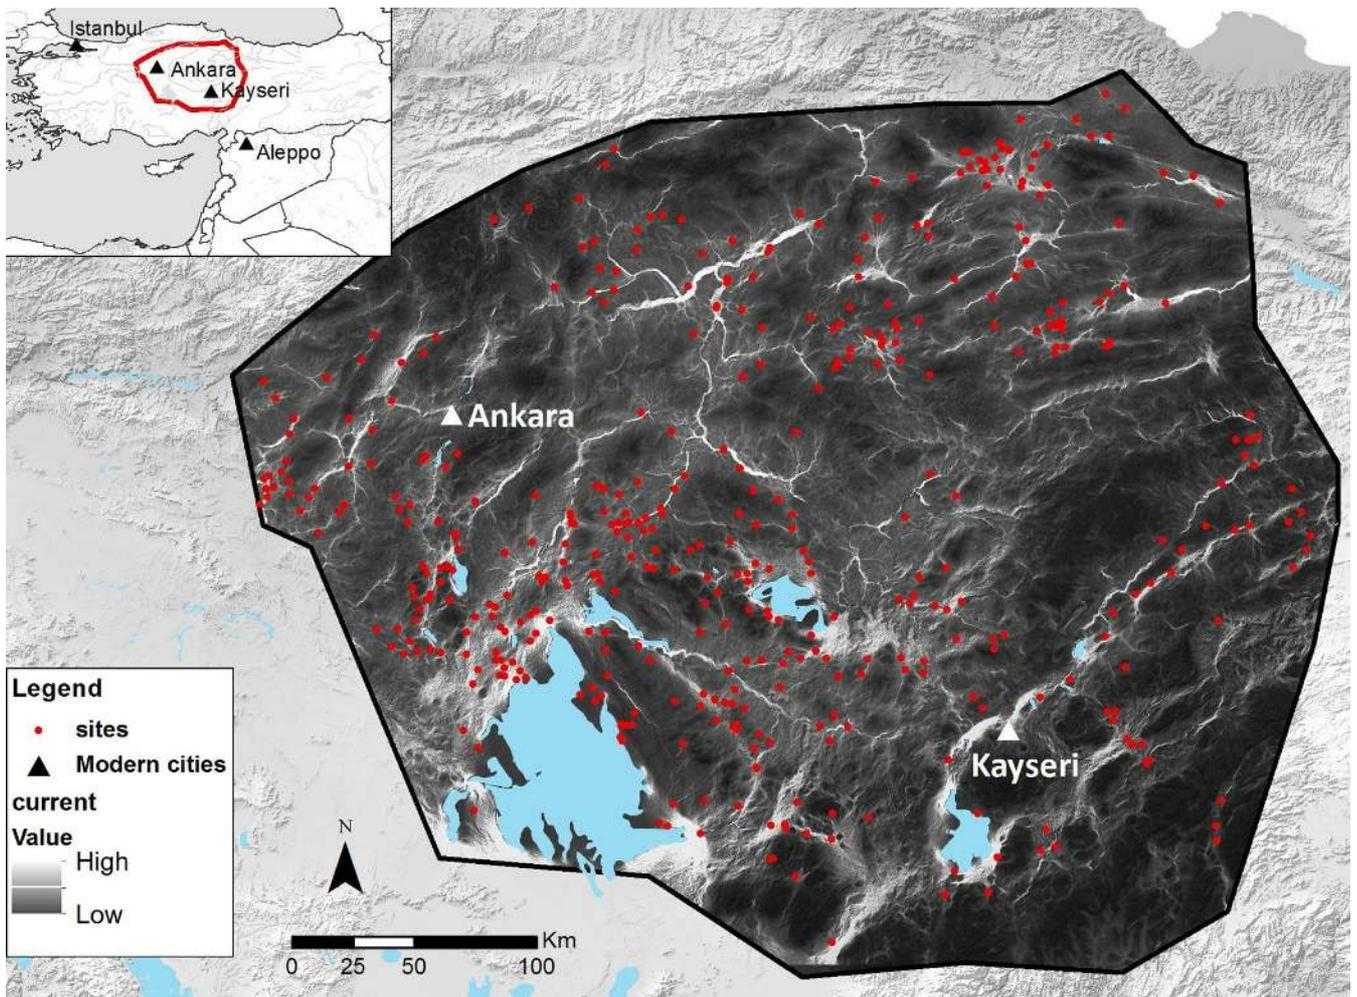 Istanbul
Ankara
Kayseri
Aleppo
Ankara
Kayseri
Legend
sites
Modern cities
current
Value
High
Low
N
Km
0 25 50 100